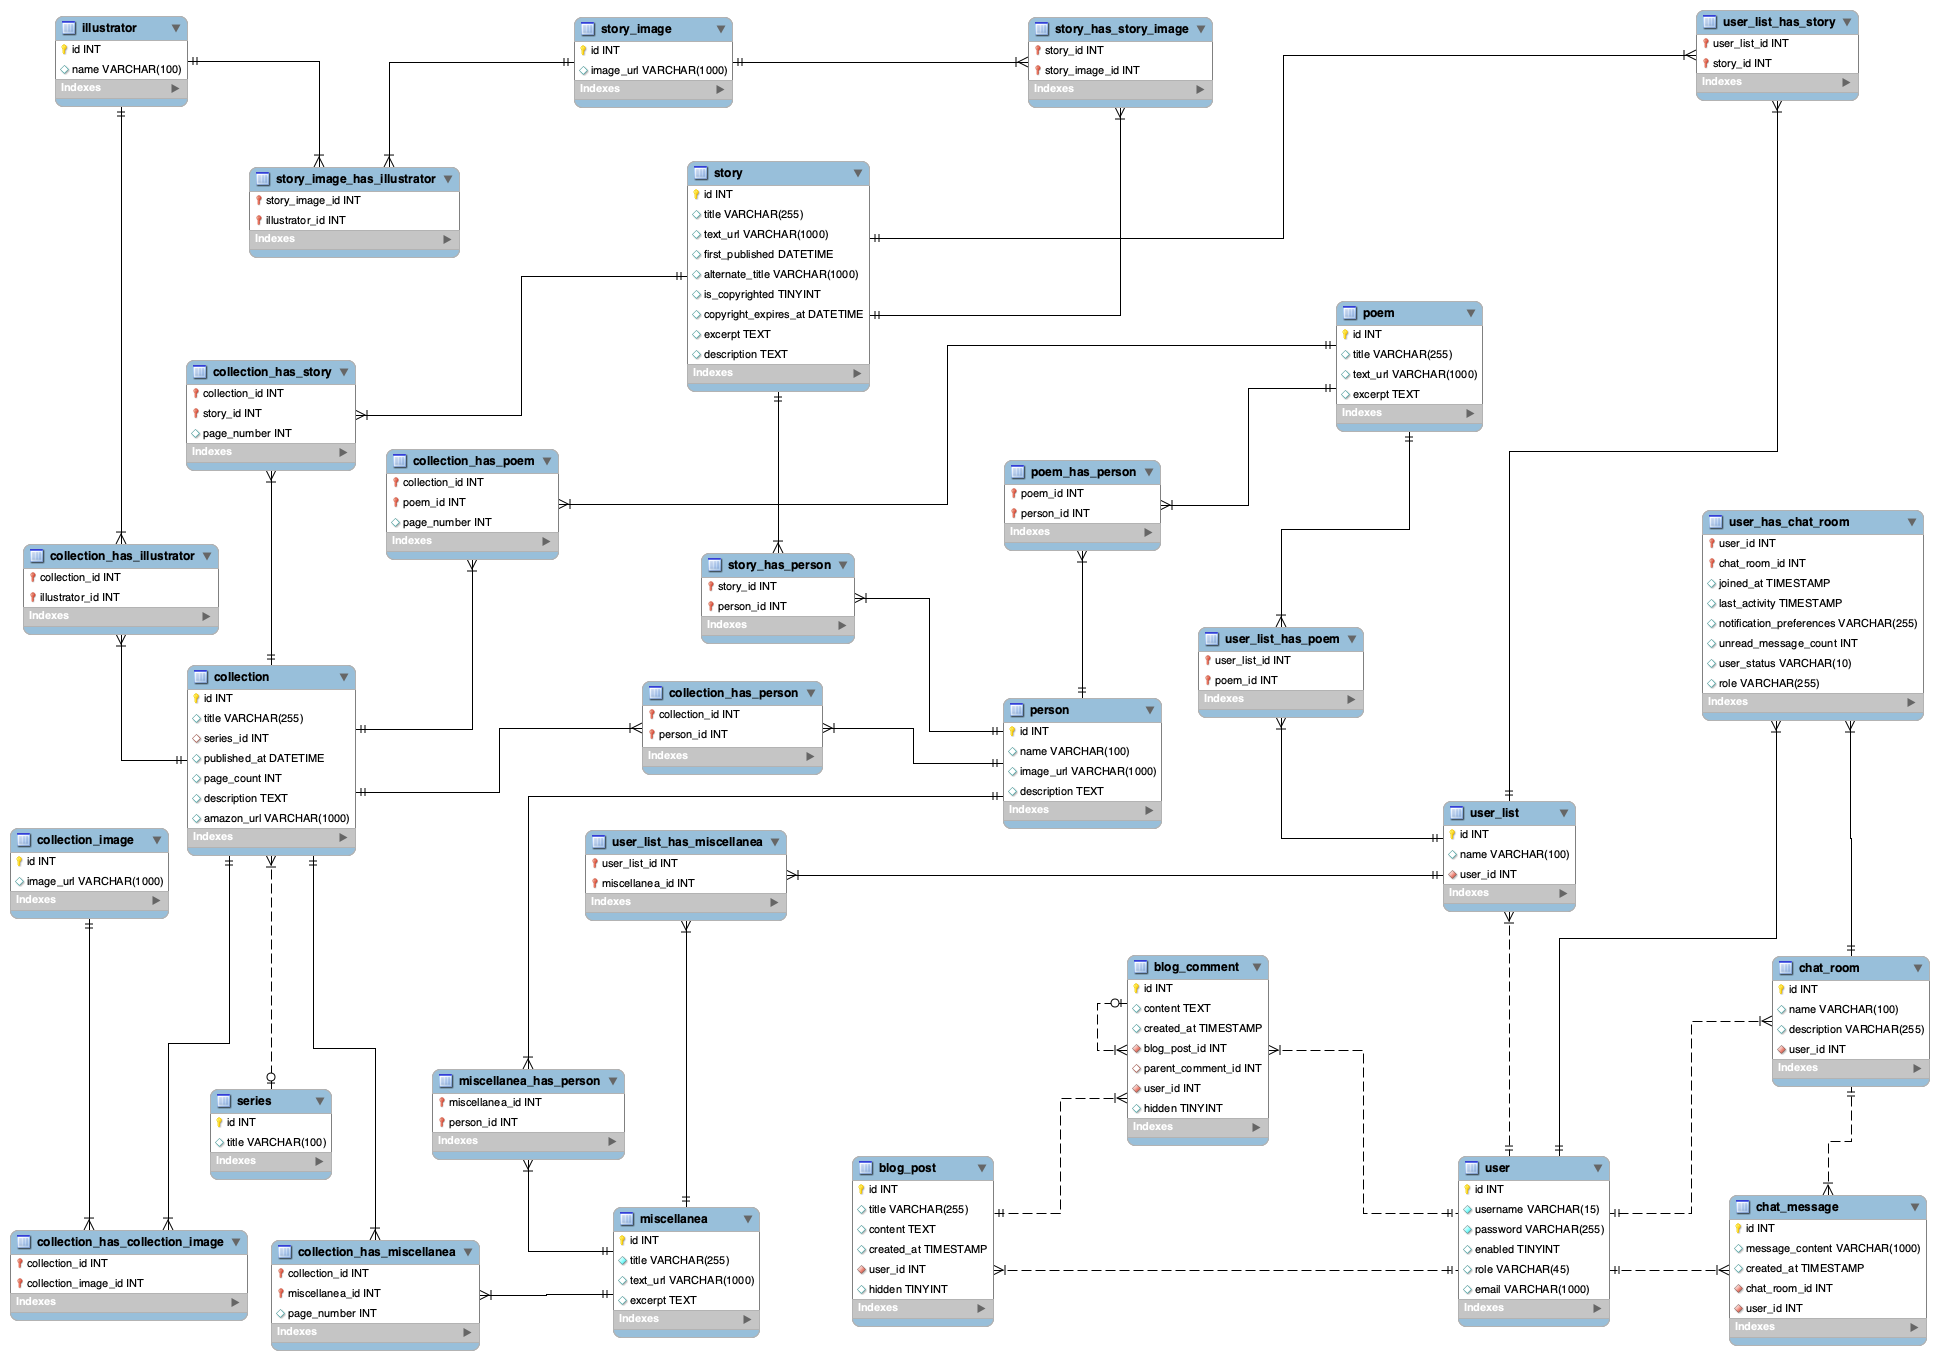 illustrator
id INT
name VARCHAR(100)
Indexes
story_image
id INT
image_url VARCHAR(1000)
Indexes
story_has_story_image
story_id INT
story_image_id INT
Indexes
user_list_has_story
user_list_id INT
story_id INT
Indexes
story_image_has_illustrator
story_image_id INT
illustrator_id INT
Indexes
story
id INT
title VARCHAR(255)
text_url VARCHAR(1000)
first_published DATETIME
alternate_title VARCHAR(1000)
is_copyrighted TINYINT
copyright_expires_at DATETIME
excerpt TEXT
description TEXT
Indexes
poem
id INT
title VARCHAR(255)
text_url VARCHAR(1000)
excerpt TEXT
Indexes
collection_has_story
collection_id INT
story_id INT
page_number INT
Indexes
collection_has_poem
collection_id INT
poem_id INT
page_number INT
Indexes
poem_has_person
poem_id INT
person_id INT
Indexes
user_has_chat_room
user_id INT
chat_room_id INT
joined_at TIMESTAMP
last_activity TIMESTAMP
notification_preferences VARCHAR(255)
unread_message_count INT
user_status VARCHAR(10)
role VARCHAR(255)
Indexes
collection_has_illustrator
collection_id INT
illustrator_id INT
Indexes
story_has_person
story_id INT
person_id INT
Indexes
user_list_has_poem
user_list_id INT
poem_id INT
Indexes
collection
id INT
title VARCHAR(255)
series_id INT
published_at DATETIME
page_count INT
description TEXT
amazon_url VARCHAR(1000)
Indexes
collection_has_person
collection_id INT
person_id INT
Indexes
person
id INT
name VARCHAR(100)
image_url VARCHAR(1000)
description TEXT
Indexes
user_list
id INT
name VARCHAR(100)
user_id INT
Indexes
collection_image
id INT
image_url VARCHAR(1000)
Indexes
user_list_has_miscellanea
user_list_id INT
miscellanea_id INT
Indexes
blog_comment
id INT
content TEXT
created_at TIMESTAMP
blog_post_id INT
parent_comment_id INT
user_id INT
hidden TINYINT
Indexes
chat_room
id INT
name VARCHAR(100)
description VARCHAR(255)
user_id INT
Indexes
series
id INT
title VARCHAR(100)
Indexes
miscellanea_has_person
miscellanea_id INT
person_id INT
Indexes
blog_post
id INT
title VARCHAR(255)
content TEXT
created_at TIMESTAMP
user_id INT
hidden TINYINT
Indexes
user
id INT
username VARCHAR(15)
password VARCHAR(255)
enabled TINYINT
role VARCHAR(45)
email VARCHAR(1000)
Indexes
chat_message
id INT
message_content VARCHAR(1000)
created_at TIMESTAMP
chat_room_id INT
user_id INT
Indexes
collection_has_collection_image
collection_id INT
collection_image_id INT
Indexes
collection_has_miscellanea
collection_id INT
miscellanea_id INT
page_number INT
Indexes
miscellanea
id INT
title VARCHAR(255)
text_url VARCHAR(1000)
excerpt TEXT
Indexes